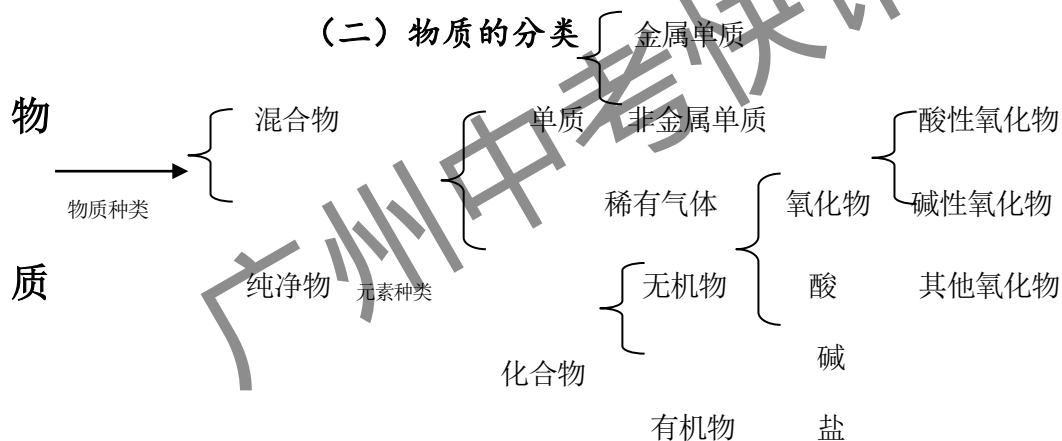 （二）物质的分类 金属单质
物 混合物 单质 非金属单质 酸性氧化物
物质种类 稀有气体 氧化物 碱性氧化物
质 纯净物 元素种类 无机物 酸 其他氧化物
化合物 碱
有机物 盐
广州中考快